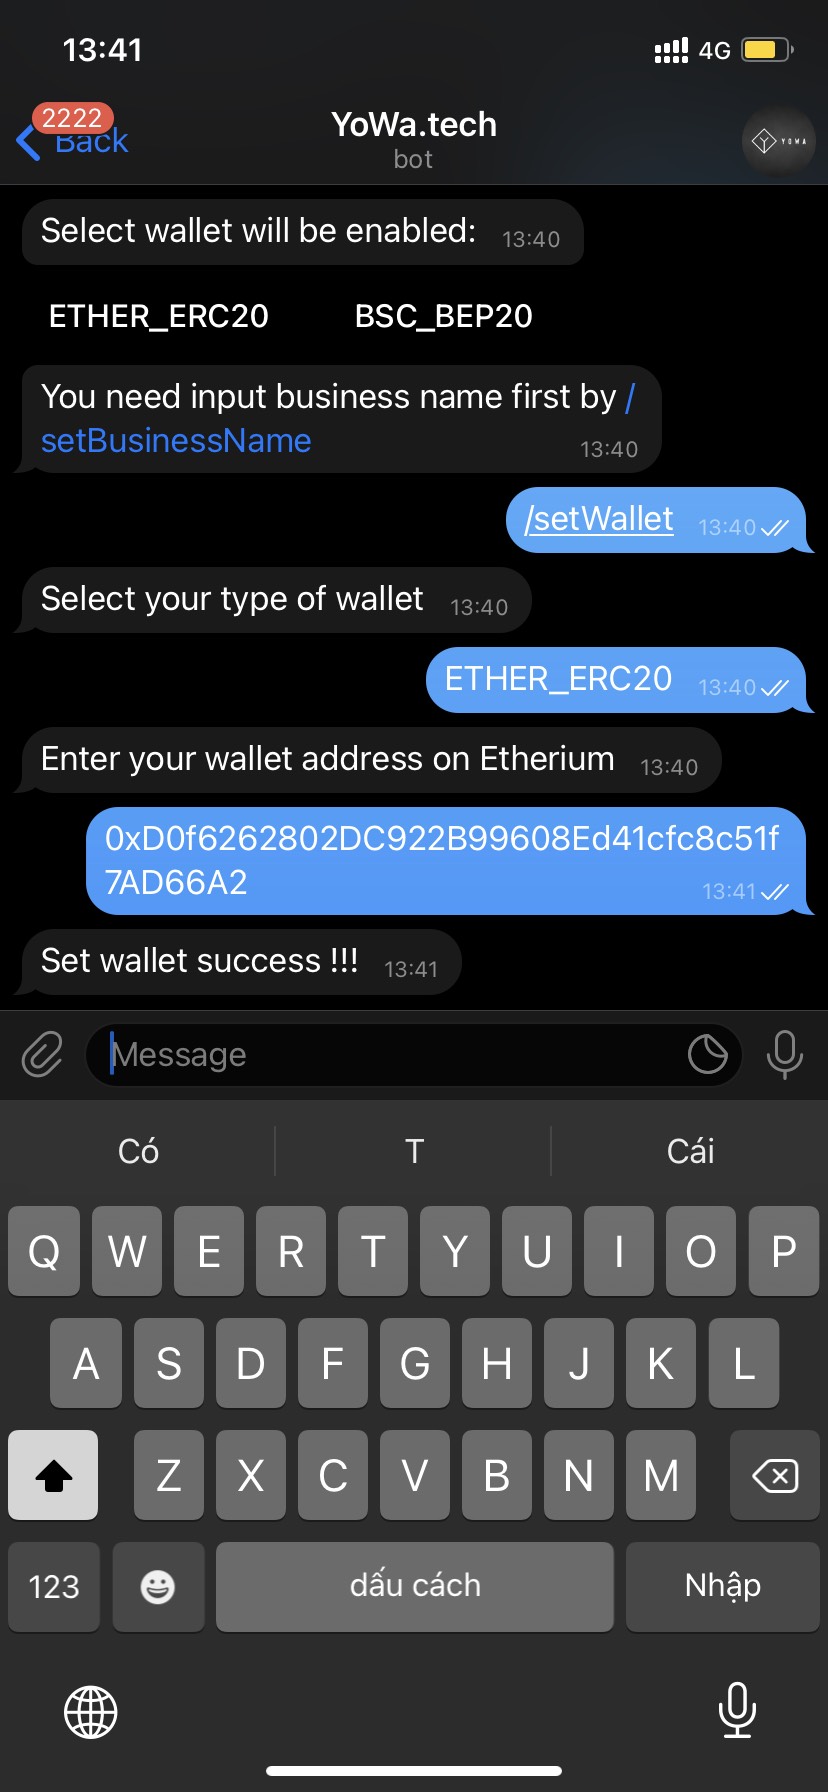 13:41
4G
2222
Back
YoWa.tech
bot
YOWA
Select wallet will be enabled: 13:40
ETHER_ERC20 BSC_BEP20
You need input business name first by /
setBusinessName 13:40
/setWallet 13:40
Select your type of wallet 13:40
ETHER_ERC20 13:40
Enter your wallet address on Etherium 13:40
0xD0f6262802DC922B99608Ed41cfc8c51f
7AD66A2 13:41
Set wallet success !!! 13:41
Message
Có T Cái
Q W E R T Y U I O P
A S D F G H J K L
Z X C V B N M
123 dấu cách Nhập